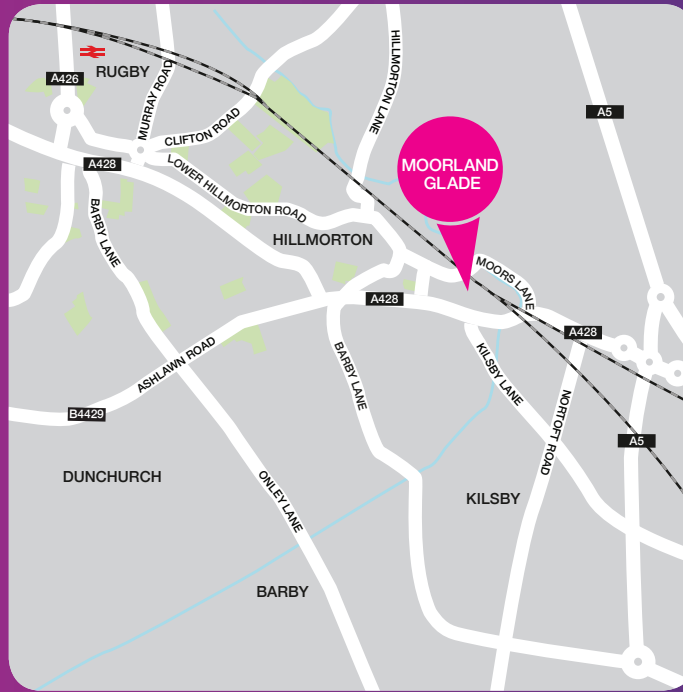 A426
RUGBY
MURRAY ROAD
HILLMORTON LANE
A5
CLIFTON ROAD
A428
LOWER HILLMORTON ROAD
MOORLAND
GLADE
BARBY LANE
HILLMORTON
MOORS LANE
A428
A428
ASHLAWN ROAD
BARBY LANE
KILSBY LANE
B4429
NORTOFT ROAD
A5
DUNCHURCH
ONLEY LANE
KILSBY
BARBY